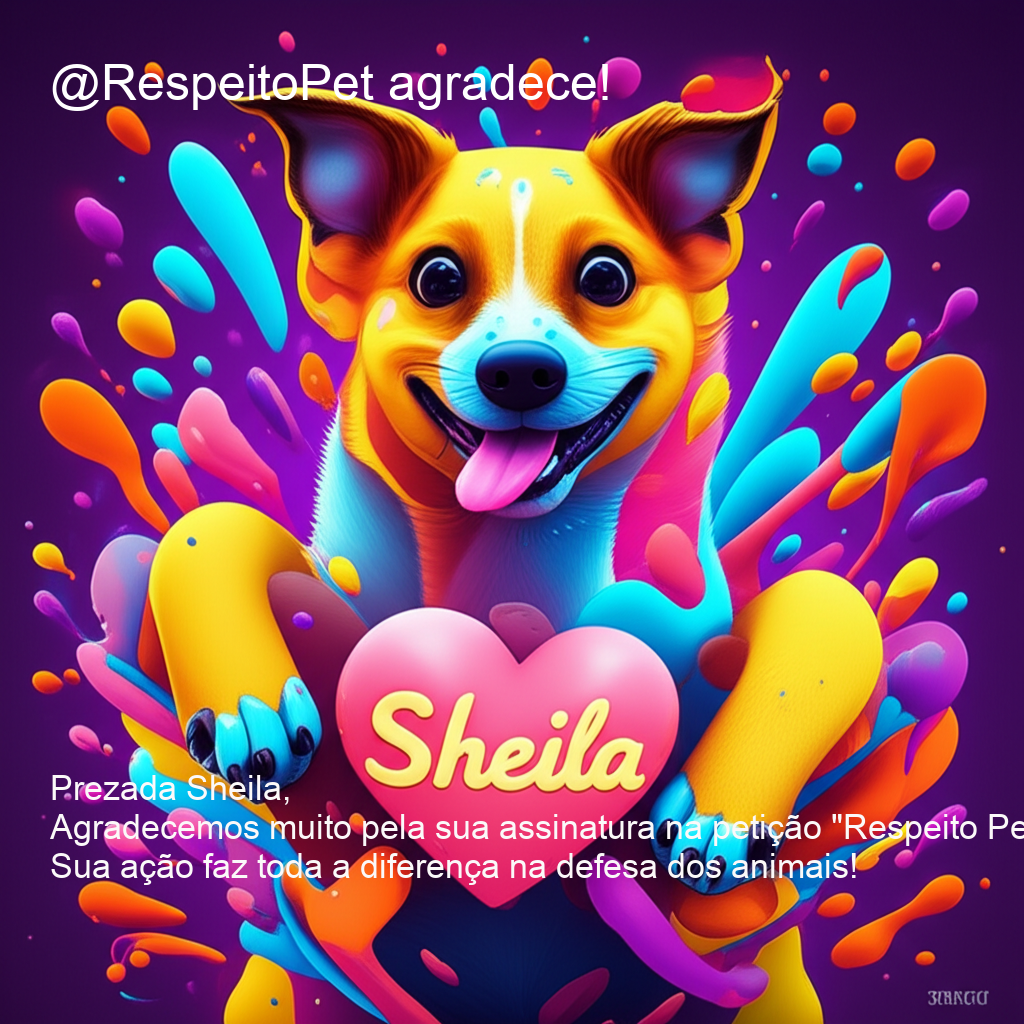 @RespeitoPet agradece!
Sheila
Prezada Sheila,
Agradecemos muito pela sua assinatura na petição "Respeito Pe
Sua ação faz toda a diferença na defesa dos animais!